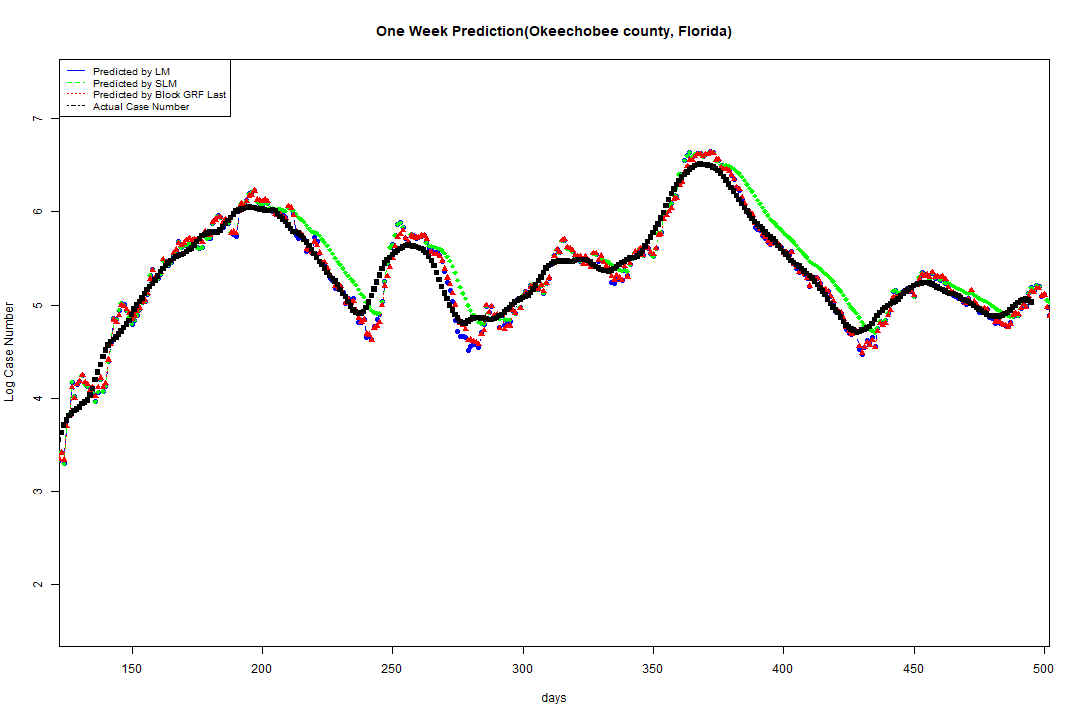 One Week Prediction(Okeechobee county, Florida)
Predicted by LM
Predicted by SLM
Predicted by Block GRF Last
Actual Case Number
Log Case Number
7
6
5
4
3
2
150 200 250 300 350 400 450 500
days